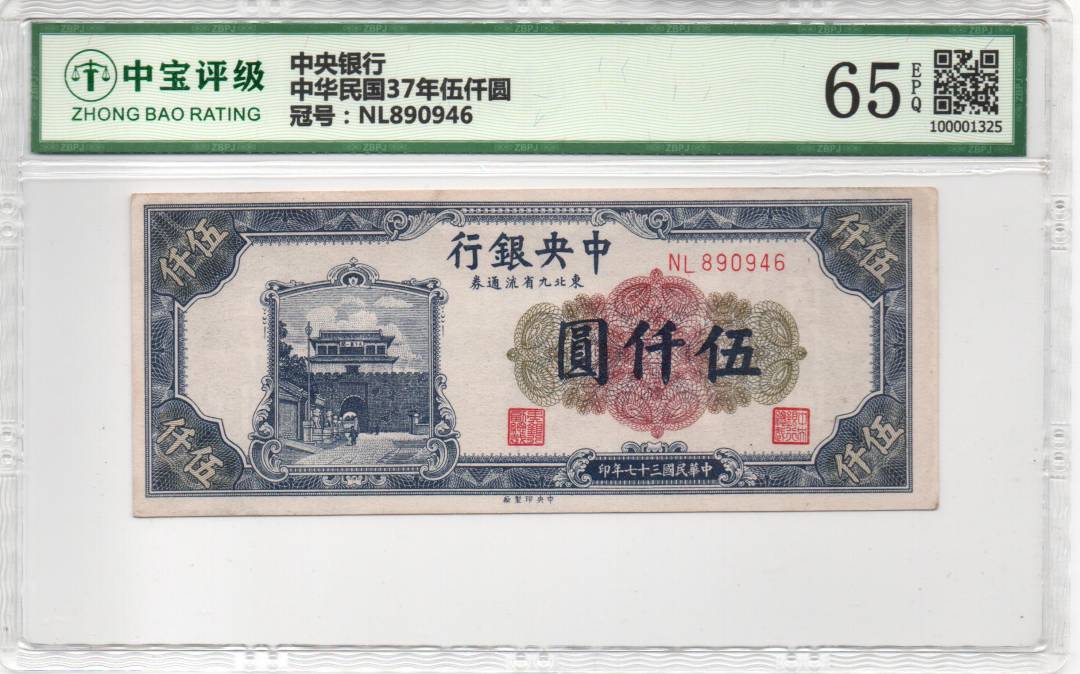 中宝评级
ZHONG BAO RATING
中央银行
中华民国37年伍仟圆
冠号：NL890946
65
EPQ
100001325
ZBPJ
伍仟
伍仟
中央銀行
NL 890946
東北九省流通券
伍仟圓
伍仟
伍仟
中華民國三十七年印
中央印製廠